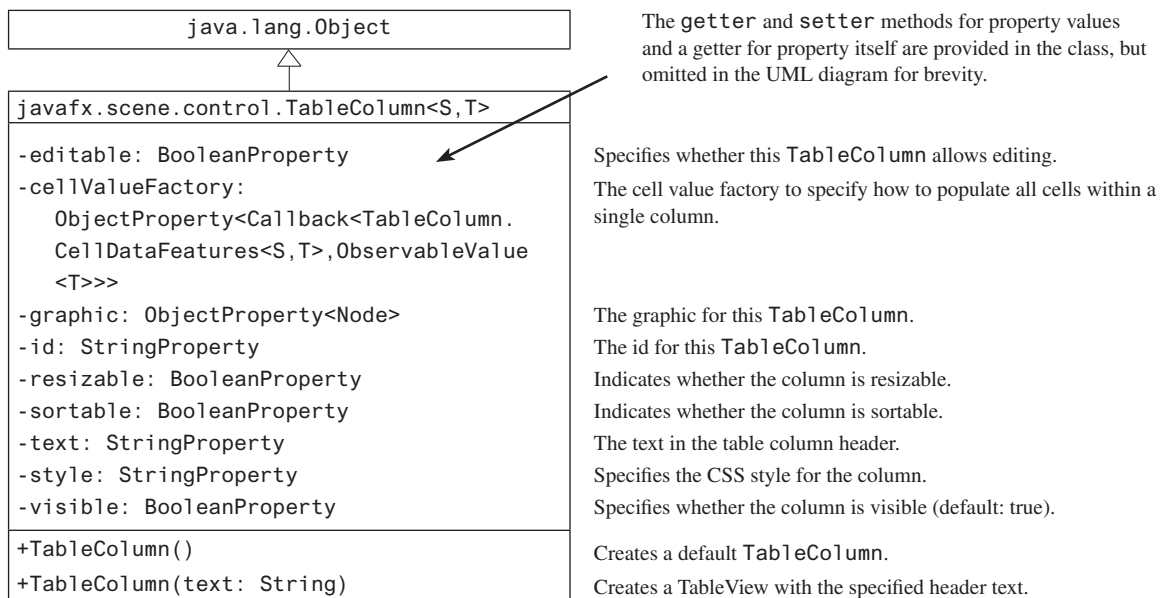 java.lang.Object
The getter and setter methods for property values
and a getter for property itself are provided in the class, but
omitted in the UML diagram for brevity.
javafx.scene.control.TableColumn<S,T>
-editable: BooleanProperty
Specifies whether this TableColumn allows editing.
-cellValueFactory:
ObjectProperty<Callback<TableColumn.
CellDataFeatures<S,T>,ObservableValue
<T>>>
The cell value factory to specify how to populate all cells within a
single column.
-graphic: ObjectProperty<Node>
The graphic for this TableColumn.
-id: StringProperty
The id for this TableColumn.
-resizable: BooleanProperty
Indicates whether the column is resizable.
-sortable: BooleanProperty
Indicates whether the column is sortable.
-text: StringProperty
The text in the table column header.
-style: StringProperty
Specifies the CSS style for the column.
-visible: BooleanProperty
Specifies whether the column is visible (default: true).
+TableColumn()
Creates a default TableColumn.
+TableColumn(text: String)
Creates a TableView with the specified header text.